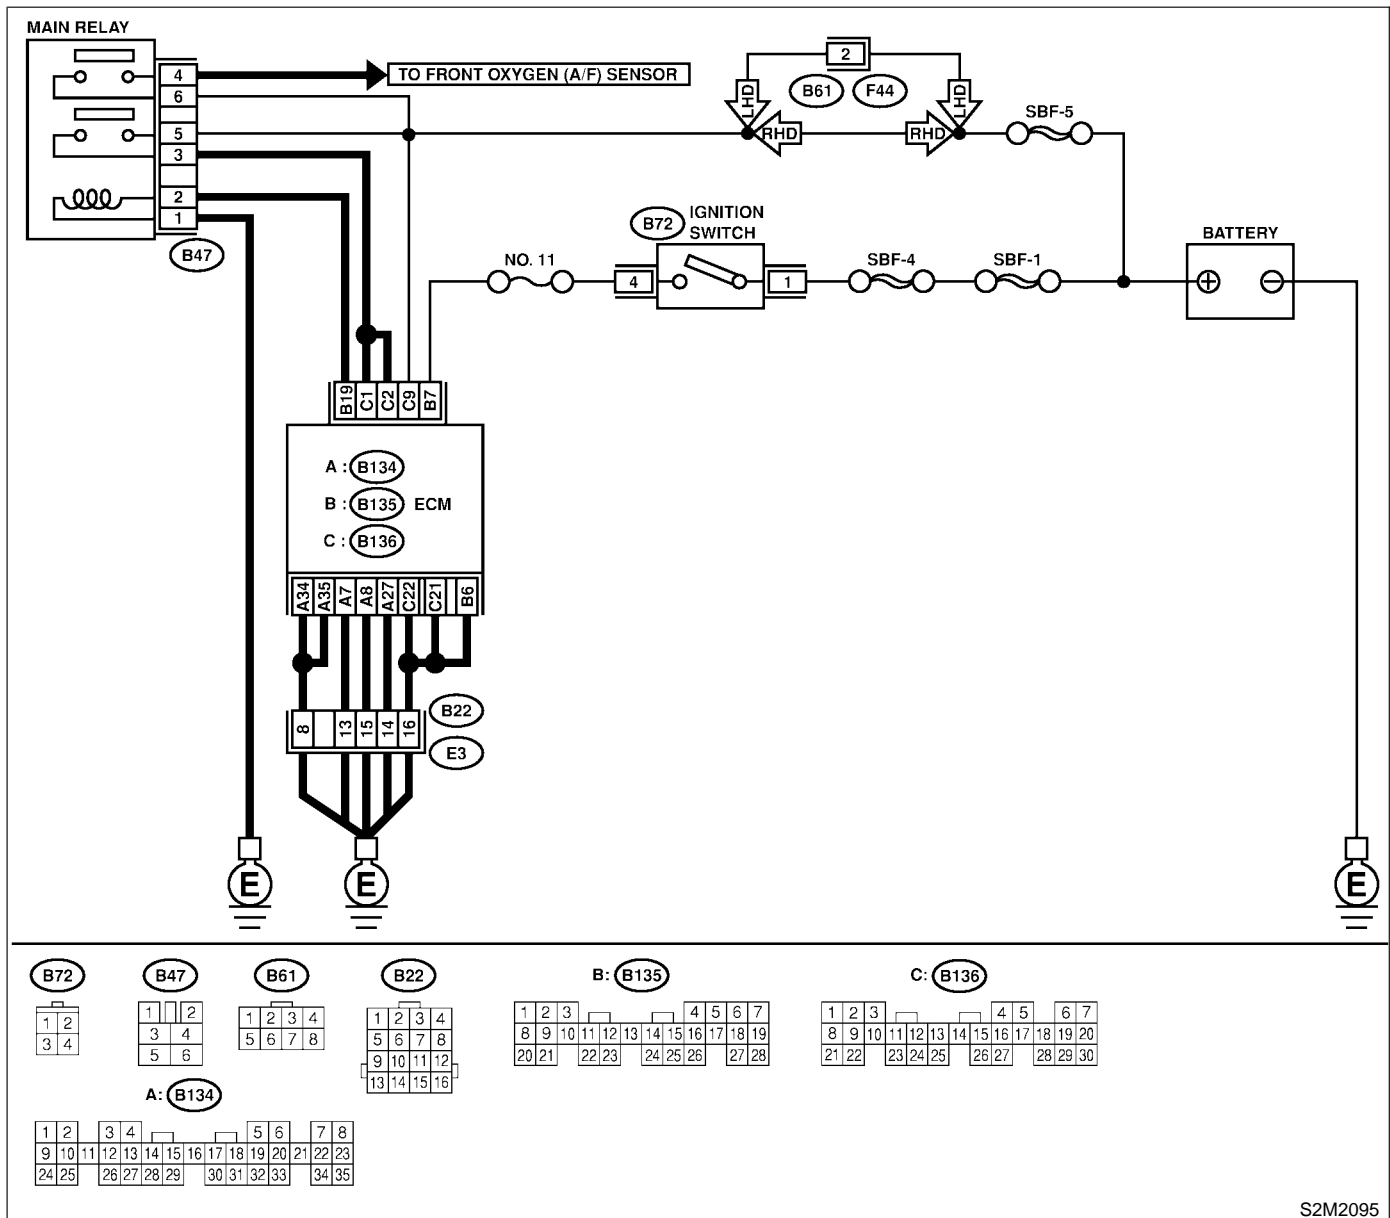 MAIN RELAY
4
6
5
3
2
1
B47
TO FRONT OXYGEN (A/F) SENSOR
2
B61 F44
LHD LHD
RHD RHD
SBF-5
B72 IGNITION
SWITCH
NO. 11
4 1
SBF-4 SBF-1
BATTERY
B19 C1 C2 C9 B7
A : B134
B : B135 ECM
C : B136
A34 A35 A7 A8 A27 C22 C21 B6
8 13 15 14 16
B22
E3
E E E
B72
1 2
3 4
B47
1 2
3 4
5 6
B61
1 2 3 4
5 6 7 8
B22
1 2 3 4
5 6 7 8
9 10 11 12
13 14 15 16
B: B135
1 2 3 4 5 6 7
8 9 10 11 12 13 14 15 16 17 18 19
20 21 22 23 24 25 26 27 28
C: B136
1 2 3 4 5 6 7
8 9 10 11 12 13 14 15 16 17 18 19 20
21 22 23 24 25 26 27 28 29 30
A: B134
1 2 3 4 5 6 7 8
9 10 11 12 13 14 15 16 17 18 19 20 21 22 23
24 25 26 27 28 29 30 31 32 33 34 35
S2M2095